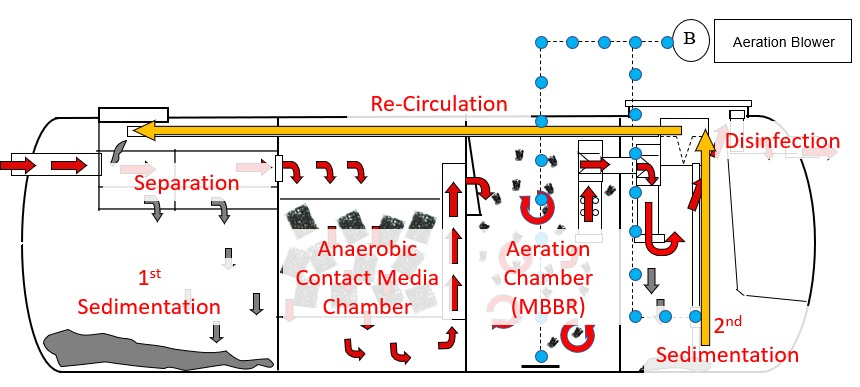 B
Aeration Blower
Re-Circulation
Disinfection
Separation
Anaerobic
Contact Media
Chamber
Aeration
Chamber
(MBBR)
1st
Sedimentation
2nd
Sedimentation